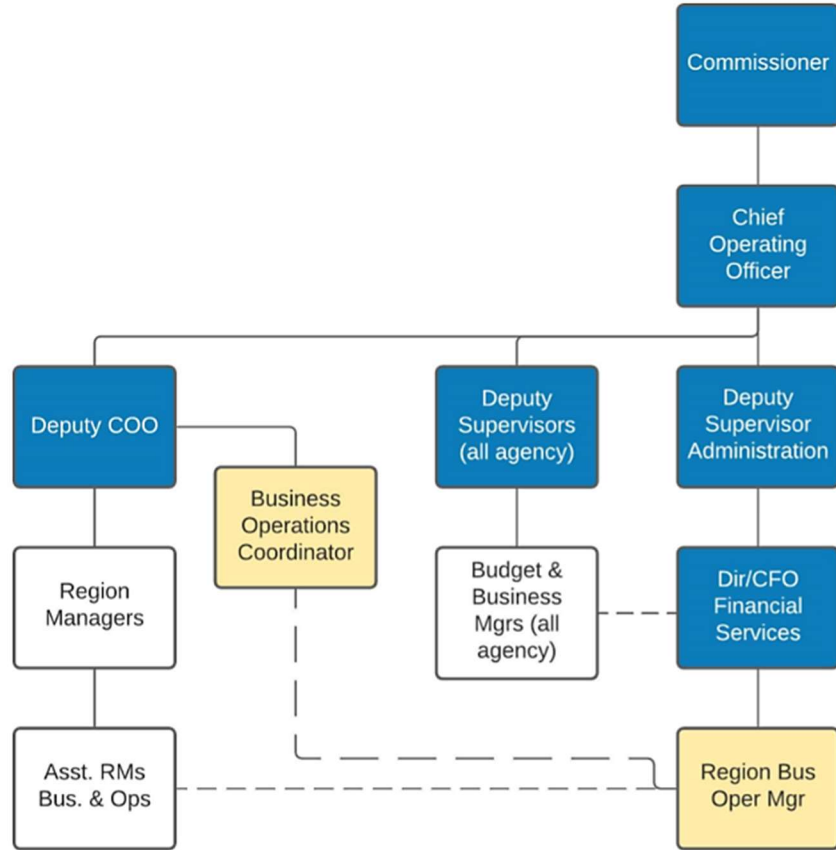 Commissioner
Chief
Operating
Officer
Deputy COO
Deputy
Supervisors
(all agency)
Deputy
Supervisor
Administration
Business
Operations
Coordinator
Region
Managers
Budget &
Business
Mgrs (all
agency)
Dir/CFO
Financial
Services
Asst. RMs
Bus. & Ops
Region Bus
Oper Mgr